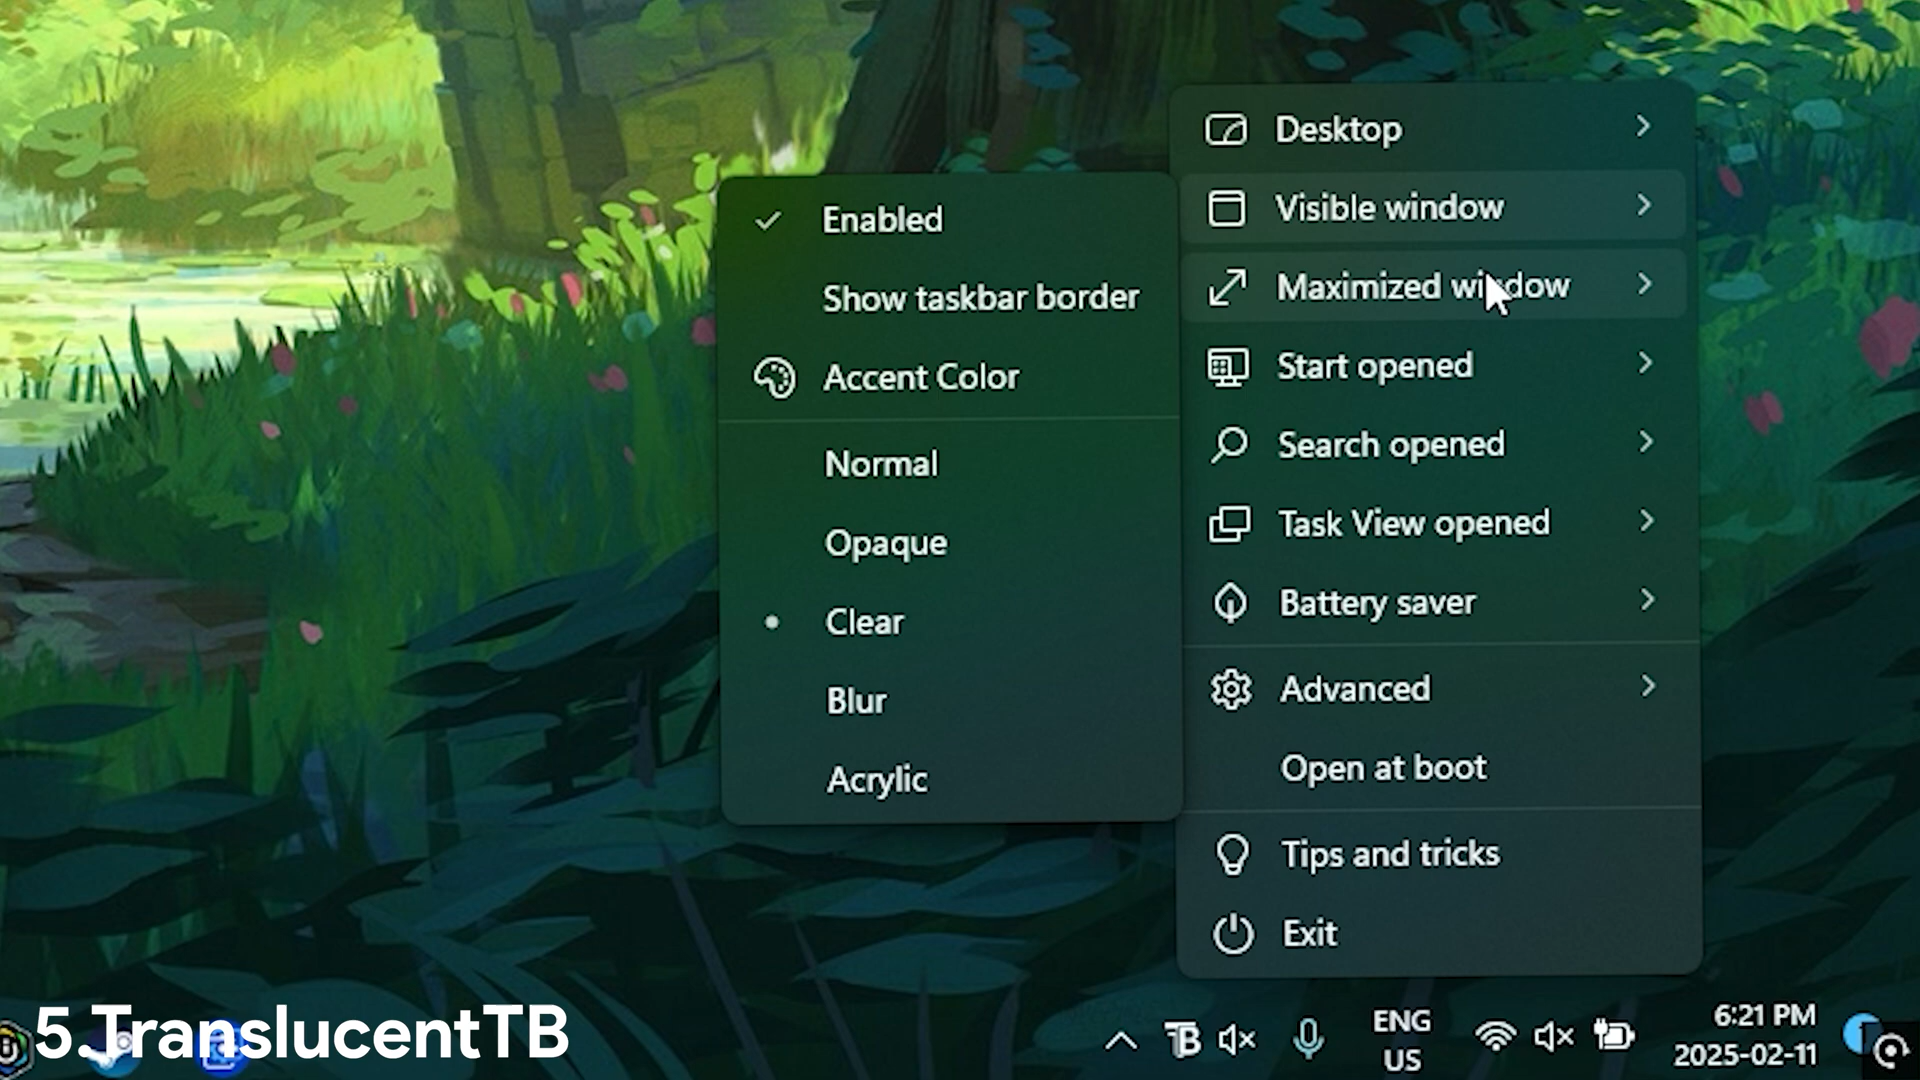 Desktop
Visible window
Maximized window
Start opened
Search opened
Task View opened
Battery saver
Advanced
Open at boot
Tips and tricks
Exit
Enabled
Show taskbar border
Accent Color
Normal
Opaque
Clear
Blur
Acrylic
5.TranslucentTB
TB
ENG
US
6:21 PM
2025-02-11